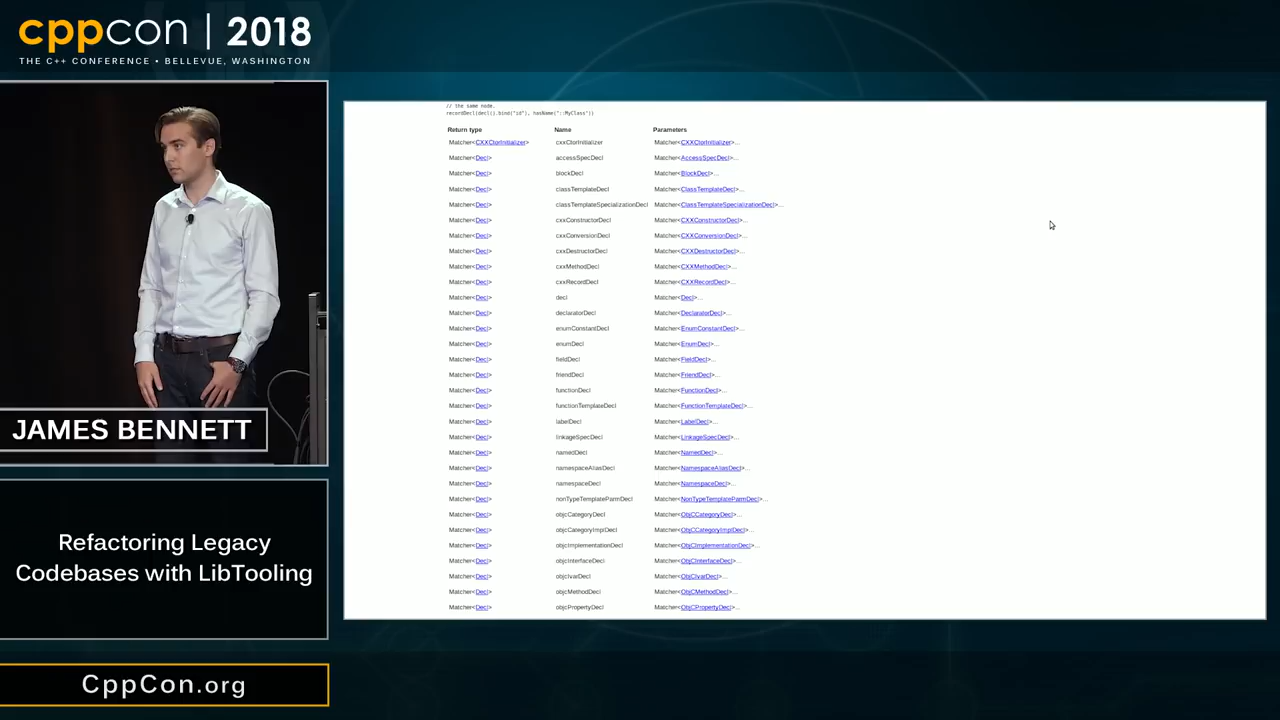 cppcon | 2018
THE C++ CONFERENCE • BELLEVUE, WASHINGTON
JAMES BENNETT
Refactoring Legacy
Codebases with LibTooling
CppCon.org
// the same node.
recordDecl(decl().bind("id"), hasName("::MyClass"))
Return type Name Parameters
Matcher<CXXCtorInitializer> cxxCtorInitializer Matcher<CXXCtorInitializer>...
Matcher<Decl> accessSpecDecl Matcher<AccessSpecDecl>...
Matcher<Decl> blockDecl Matcher<BlockDecl>...
Matcher<Decl> classTemplateDecl Matcher<ClassTemplateDecl>...
Matcher<Decl> classTemplateSpecializationDecl Matcher<ClassTemplateSpecializationDecl>...
Matcher<Decl> cxxConstructorDecl Matcher<CXXConstructorDecl>...
Matcher<Decl> cxxConversionDecl Matcher<CXXConversionDecl>...
Matcher<Decl> cxxDestructorDecl Matcher<CXXDestructorDecl>...
Matcher<Decl> cxxMethodDecl Matcher<CXXMethodDecl>...
Matcher<Decl> cxxRecordDecl Matcher<CXXRecordDecl>...
Matcher<Decl> decl Matcher<Decl>...
Matcher<Decl> declaratorDecl Matcher<DeclaratorDecl>...
Matcher<Decl> enumConstantDecl Matcher<EnumConstantDecl>...
Matcher<Decl> enumDecl Matcher<EnumDecl>...
Matcher<Decl> fieldDecl Matcher<FieldDecl>...
Matcher<Decl> friendDecl Matcher<FriendDecl>...
Matcher<Decl> functionDecl Matcher<FunctionDecl>...
Matcher<Decl> functionTemplateDecl Matcher<FunctionTemplateDecl>...
Matcher<Decl> labelDecl Matcher<LabelDecl>...
Matcher<Decl> linkageSpecDecl Matcher<LinkageSpecDecl>...
Matcher<Decl> namedDecl Matcher<NamedDecl>...
Matcher<Decl> namespaceAliasDecl Matcher<NamespaceAliasDecl>...
Matcher<Decl> namespaceDecl Matcher<NamespaceDecl>...
Matcher<Decl> nonTypeTemplateParmDecl Matcher<NonTypeTemplateParmDecl>...
Matcher<Decl> objcCategoryDecl Matcher<ObjCCategoryDecl>...
Matcher<Decl> objcCategoryImplDecl Matcher<ObjCCategoryImplDecl>...
Matcher<Decl> objcImplementationDecl Matcher<ObjCImplementationDecl>...
Matcher<Decl> objcInterfaceDecl Matcher<ObjCInterfaceDecl>...
Matcher<Decl> objcIvarDecl Matcher<ObjCIvarDecl>...
Matcher<Decl> objcMethodDecl Matcher<ObjCMethodDecl>...
Matcher<Decl> objcPropertyDecl Matcher<ObjCPropertyDecl>...